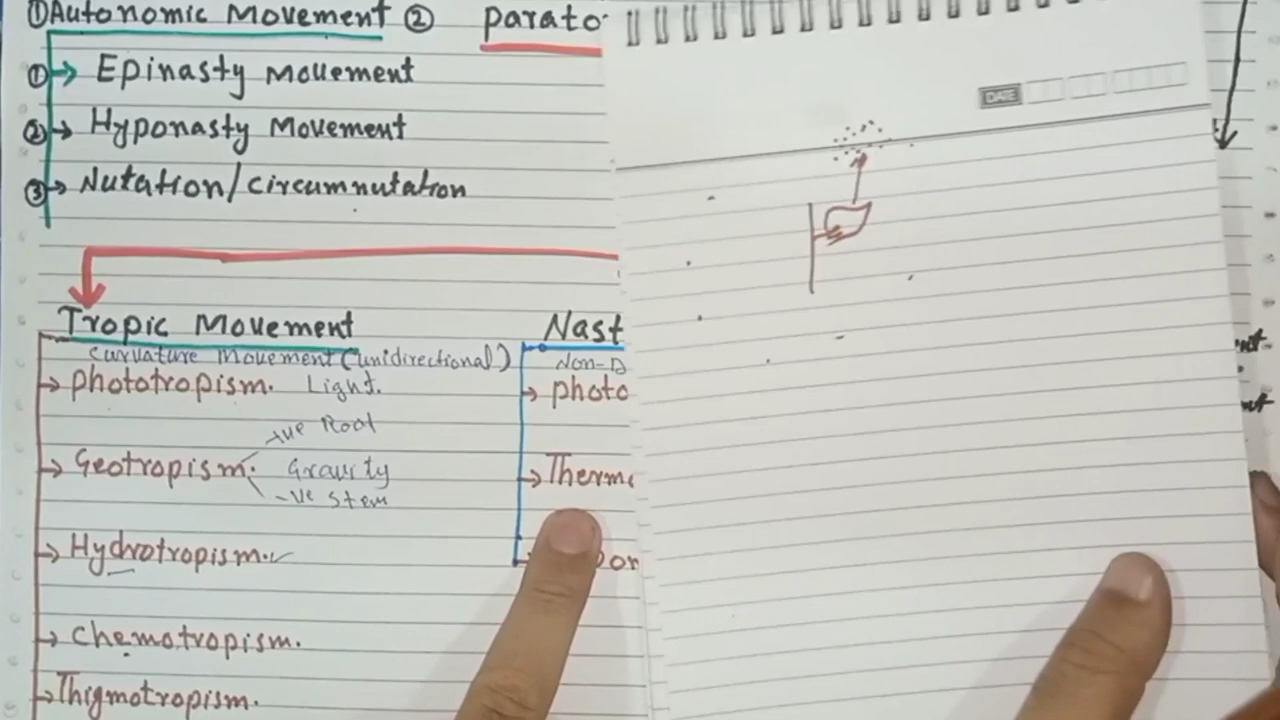 ①Autonomic Movement ② parato
①→ Epinasty Movement
②→ Hyponasty Movement
③→ Nutation/circumnutation
DATE
Tropic Movement
Curvature Movement (unidirectional)
→ phototropism. Light.
→ Geotropism. Gravity
+ve Root
-ve Stem
→ Hydrotropism.
→ Chemotropism.
→ Thigmotropism.
Nast
Non-D
→ photo
→ Therm